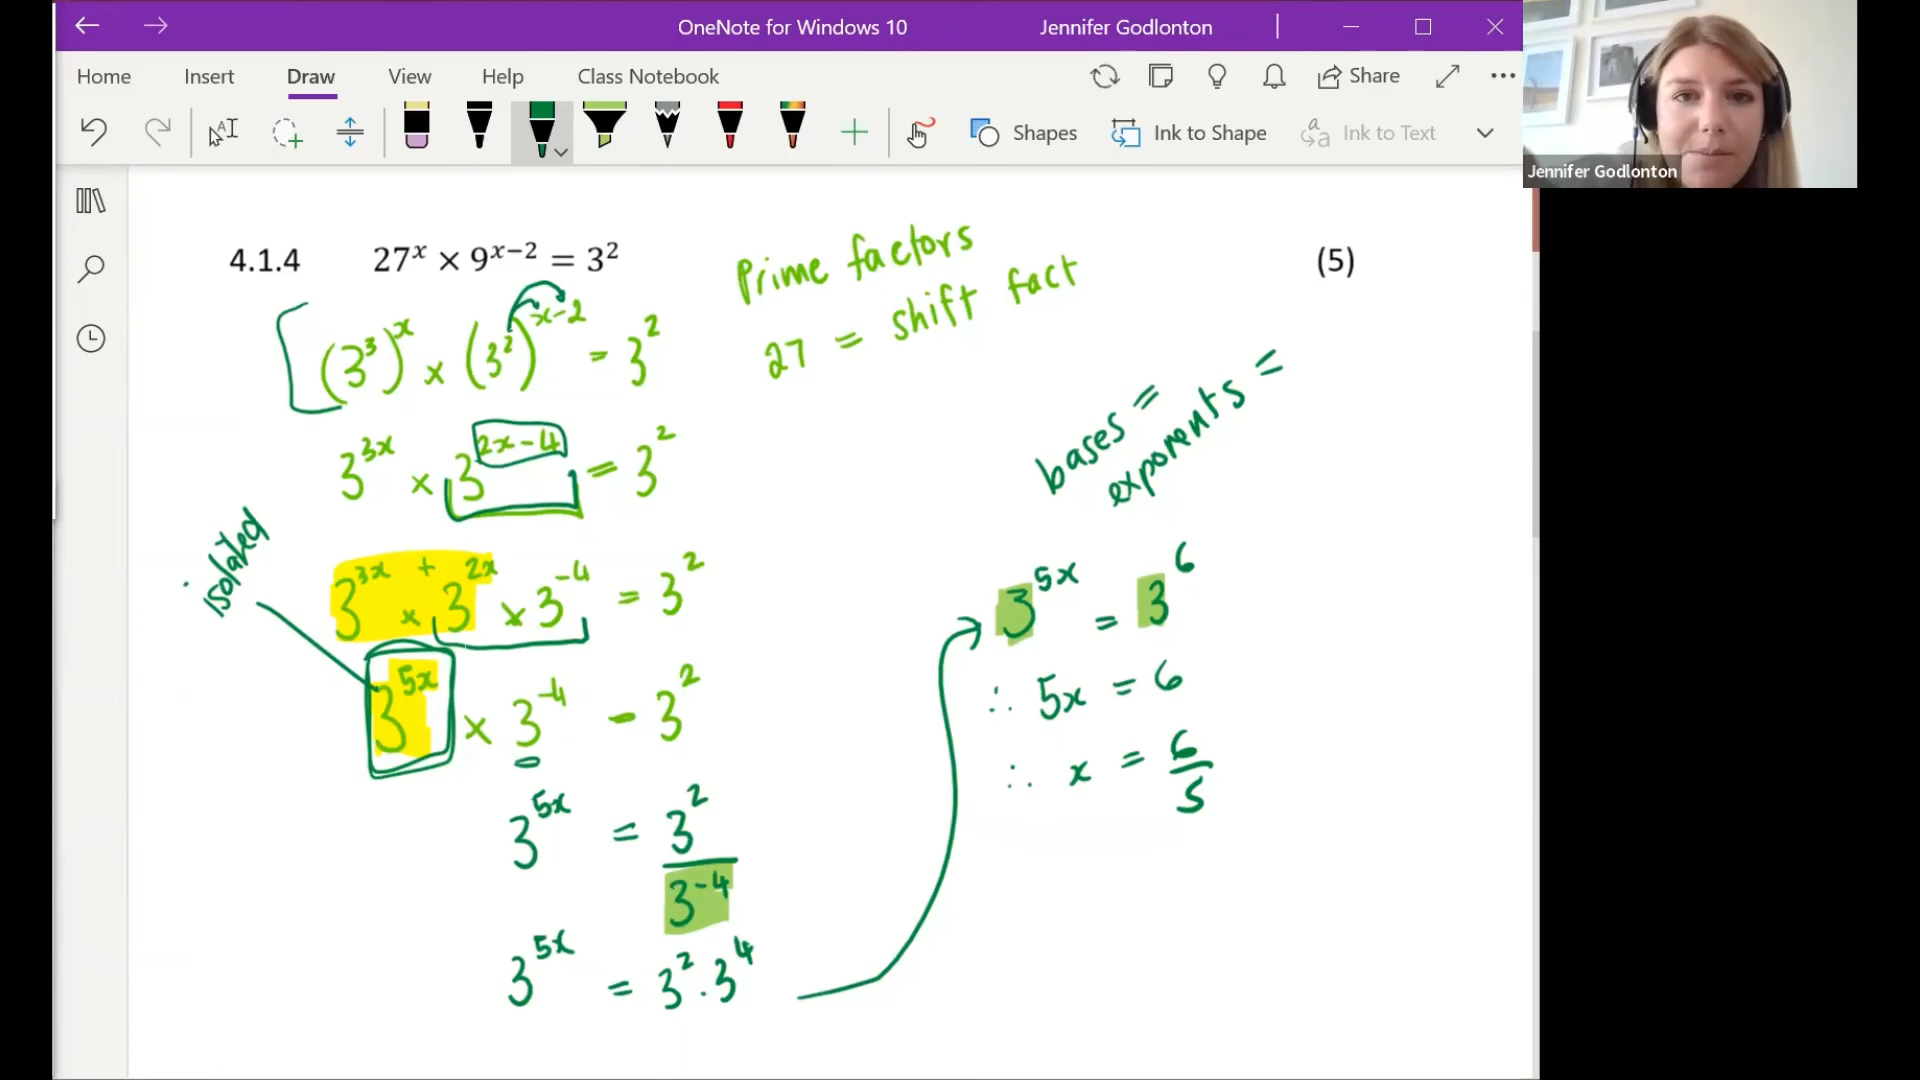 OneNote for Windows 10
Jennifer Godlonton
Home Insert Draw View Help Class Notebook Share
Shapes Ink to Shape Ink to Text
Jennifer Godlonton
4.1.4 27^x × 9^{x−2} = 3^2 (5)
Prime factors
27 = shift fact
(3^3)^x × (3^2)^{x-2} = 3^2
3^{3x} × 3^{2x-4} = 3^2
isolated
3^{3x} + × 3^{2x} × 3^{-4} = 3^2
3^{5x} × 3^{-4} - 3^2
3^{5x} = 3^2 / 3^{-4}
3^{5x} = 3^2 . 3^4
bases =
exponents =
3^{5x} = 3^6
∴ 5x = 6
∴ x = 6/5